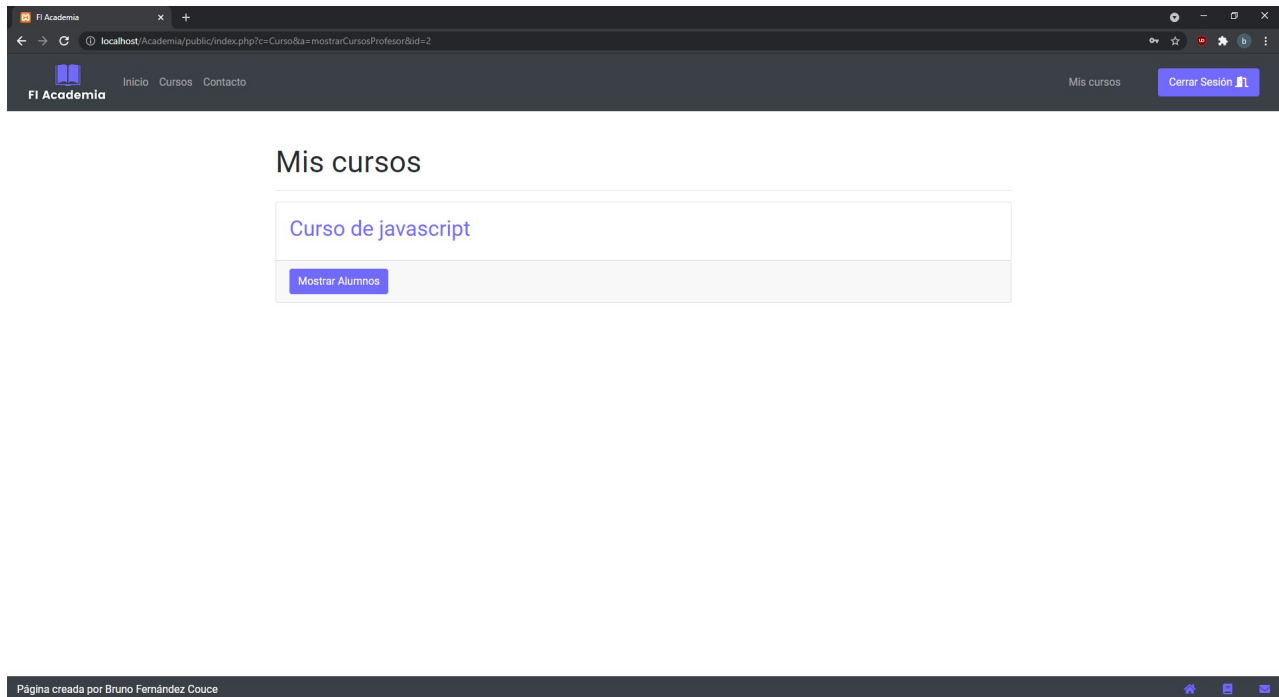 FI Academia
localhost/Academia/public/index.php?c=Curso&a=mostrarCursosProfesor&id=2
b
FI Academia
Inicio Cursos Contacto
Mis cursos
Cerrar Sesión
Mis cursos
Curso de javascript
Mostrar Alumnos
Página creada por Bruno Fernández Couce